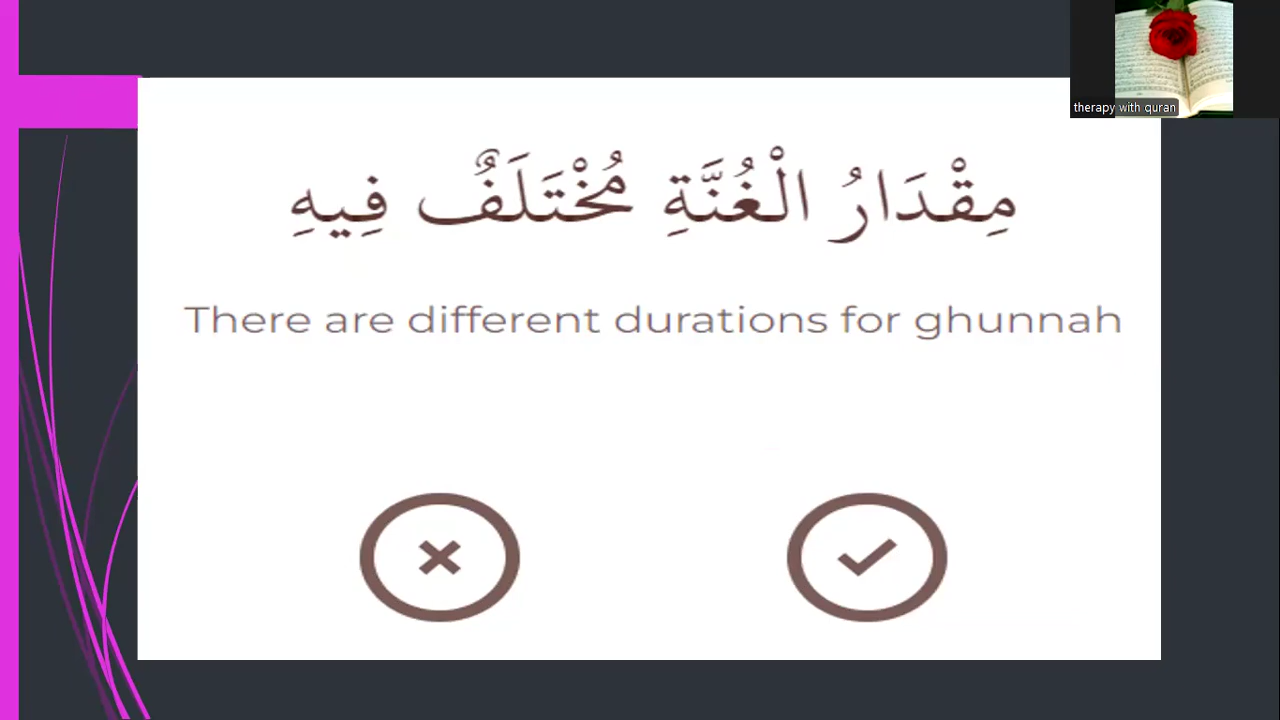 therapy with quran
مِقْدَارُ الْغُنَّةِ مُخْتَلَفٌ فِيهِ
There are different durations for ghunnah